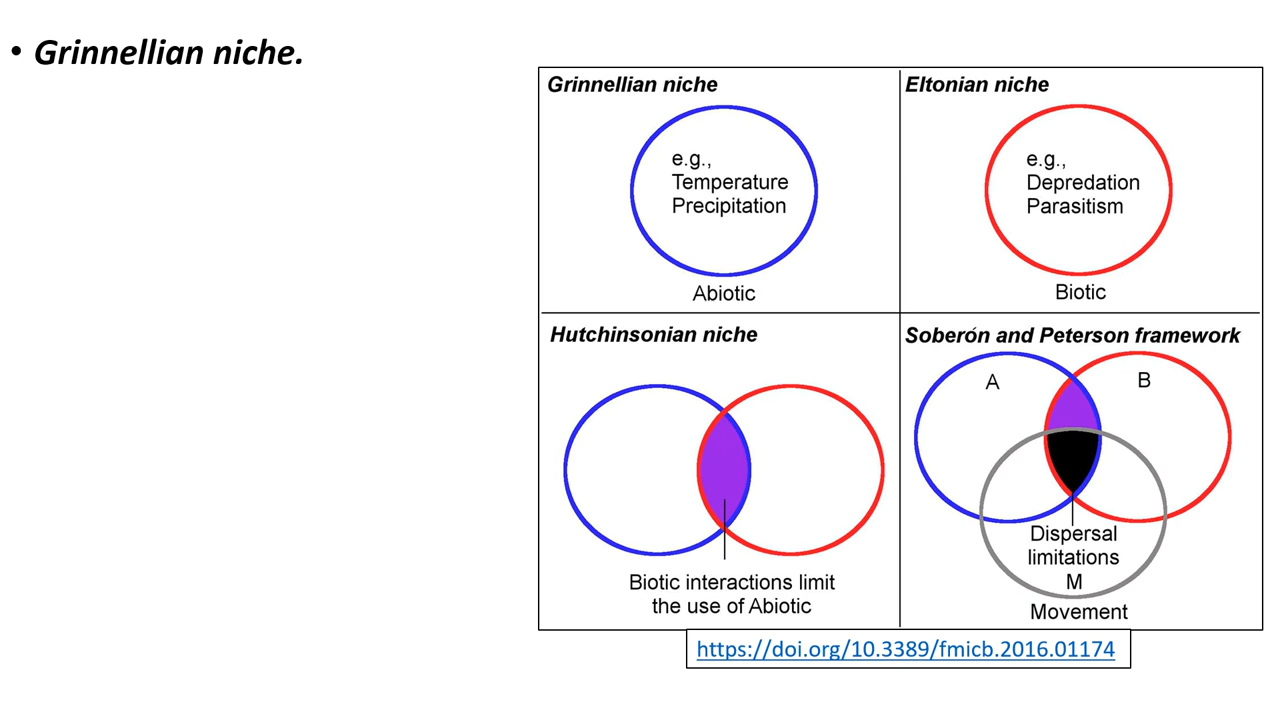 • Grinnellian niche.
Grinnellian niche
e.g.,
Temperature
Precipitation
Abiotic
Eltonian niche
e.g.,
Depredation
Parasitism
Biotic
Hutchinsonian niche
Biotic interactions limit
the use of Abiotic
Soberón and Peterson framework
A
B
Dispersal
limitations
M
Movement
https://doi.org/10.3389/fmicb.2016.01174